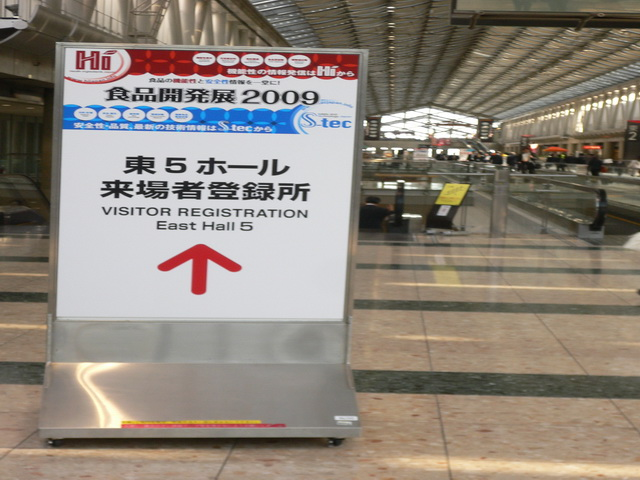 Hi
機能性の情報発信はHiから
食品の機能性と安全性情報を一堂に!
食品開発展2009
安全性・品質、最新の技術情報はS-tecから
S-tec
東5ホール
来場者登録所
VISITOR REGISTRATION
East Hall 5